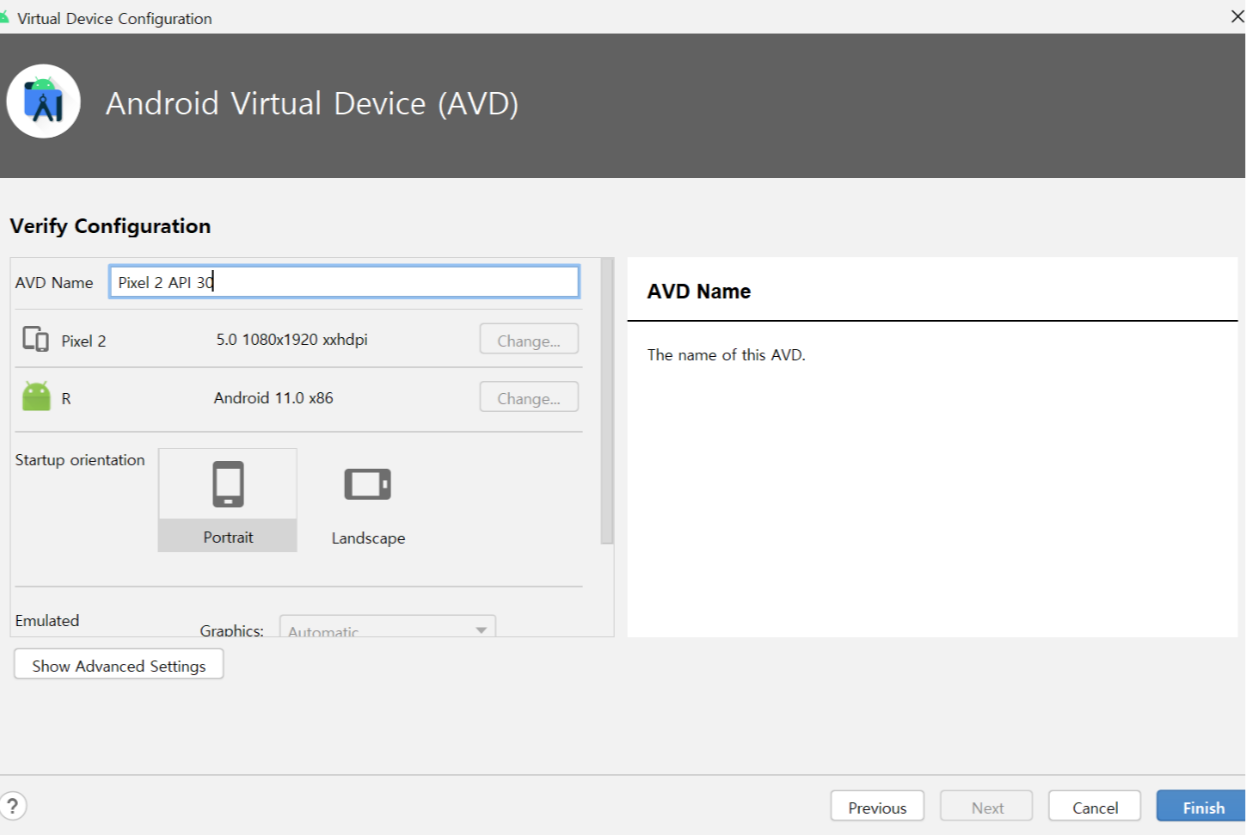 Virtual Device Configuration
Android Virtual Device (AVD)
Verify Configuration
AVD Name
Pixel 2 API 30
Pixel 2
5.0 1080x1920 xxhdpi
Change...
R
Android 11.0 x86
Change...
Startup orientation
Portrait
Landscape
Emulated
Graphics:
Automatic
Show Advanced Settings
AVD Name
The name of this AVD.
?
Previous
Next
Cancel
Finish